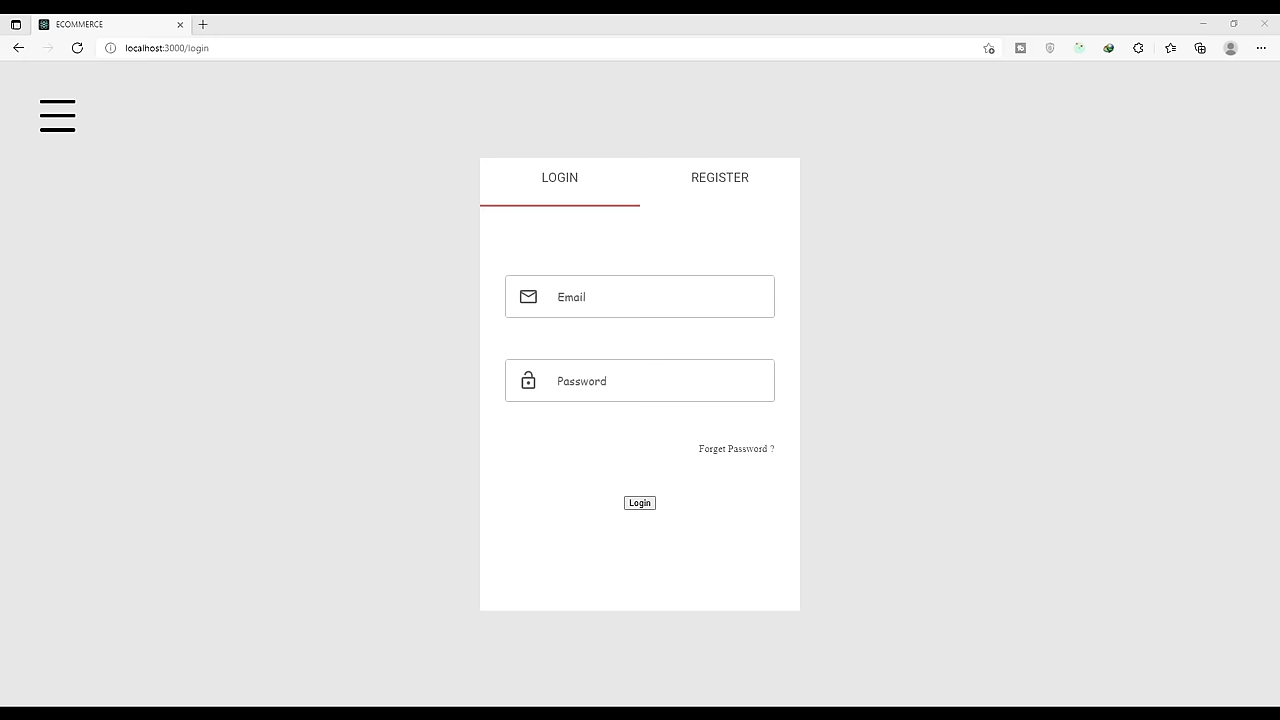 ECOMMERCE
localhost:3000/login
LOGIN
REGISTER
Email
Password
Forget Password ?
Login